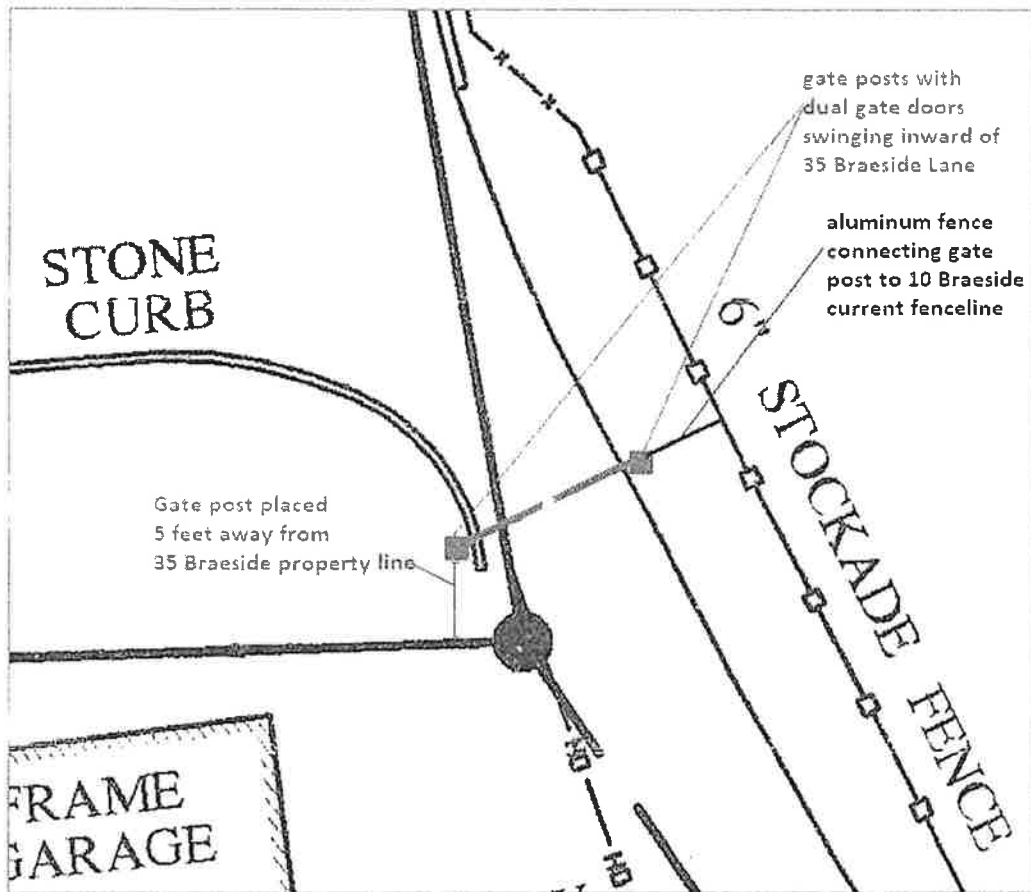 gate posts with
dual gate doors
swinging inward of
35 Braeside Lane
aluminum fence
connecting gate
post to 10 Braeside
current fenceline
STONE
CURB
6"
STOCKADE FENCE
Gate post placed
5 feet away from
35 Braeside property line
FRAME
GARAGE